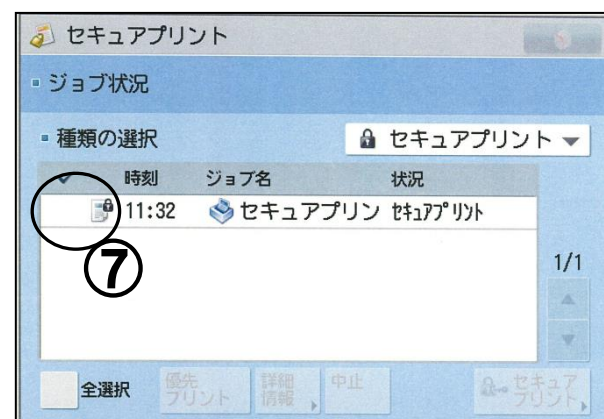 セキュアプリント
ジョブ状況
種類の選択
セキュアプリント
時刻 ジョブ名 状況
11:32 セキュアプリン ｾｷｭｱﾌﾟﾘﾝﾄ
⑦
1/1
全選択 優先プリント 詳細情報 中止 セキュアプリント